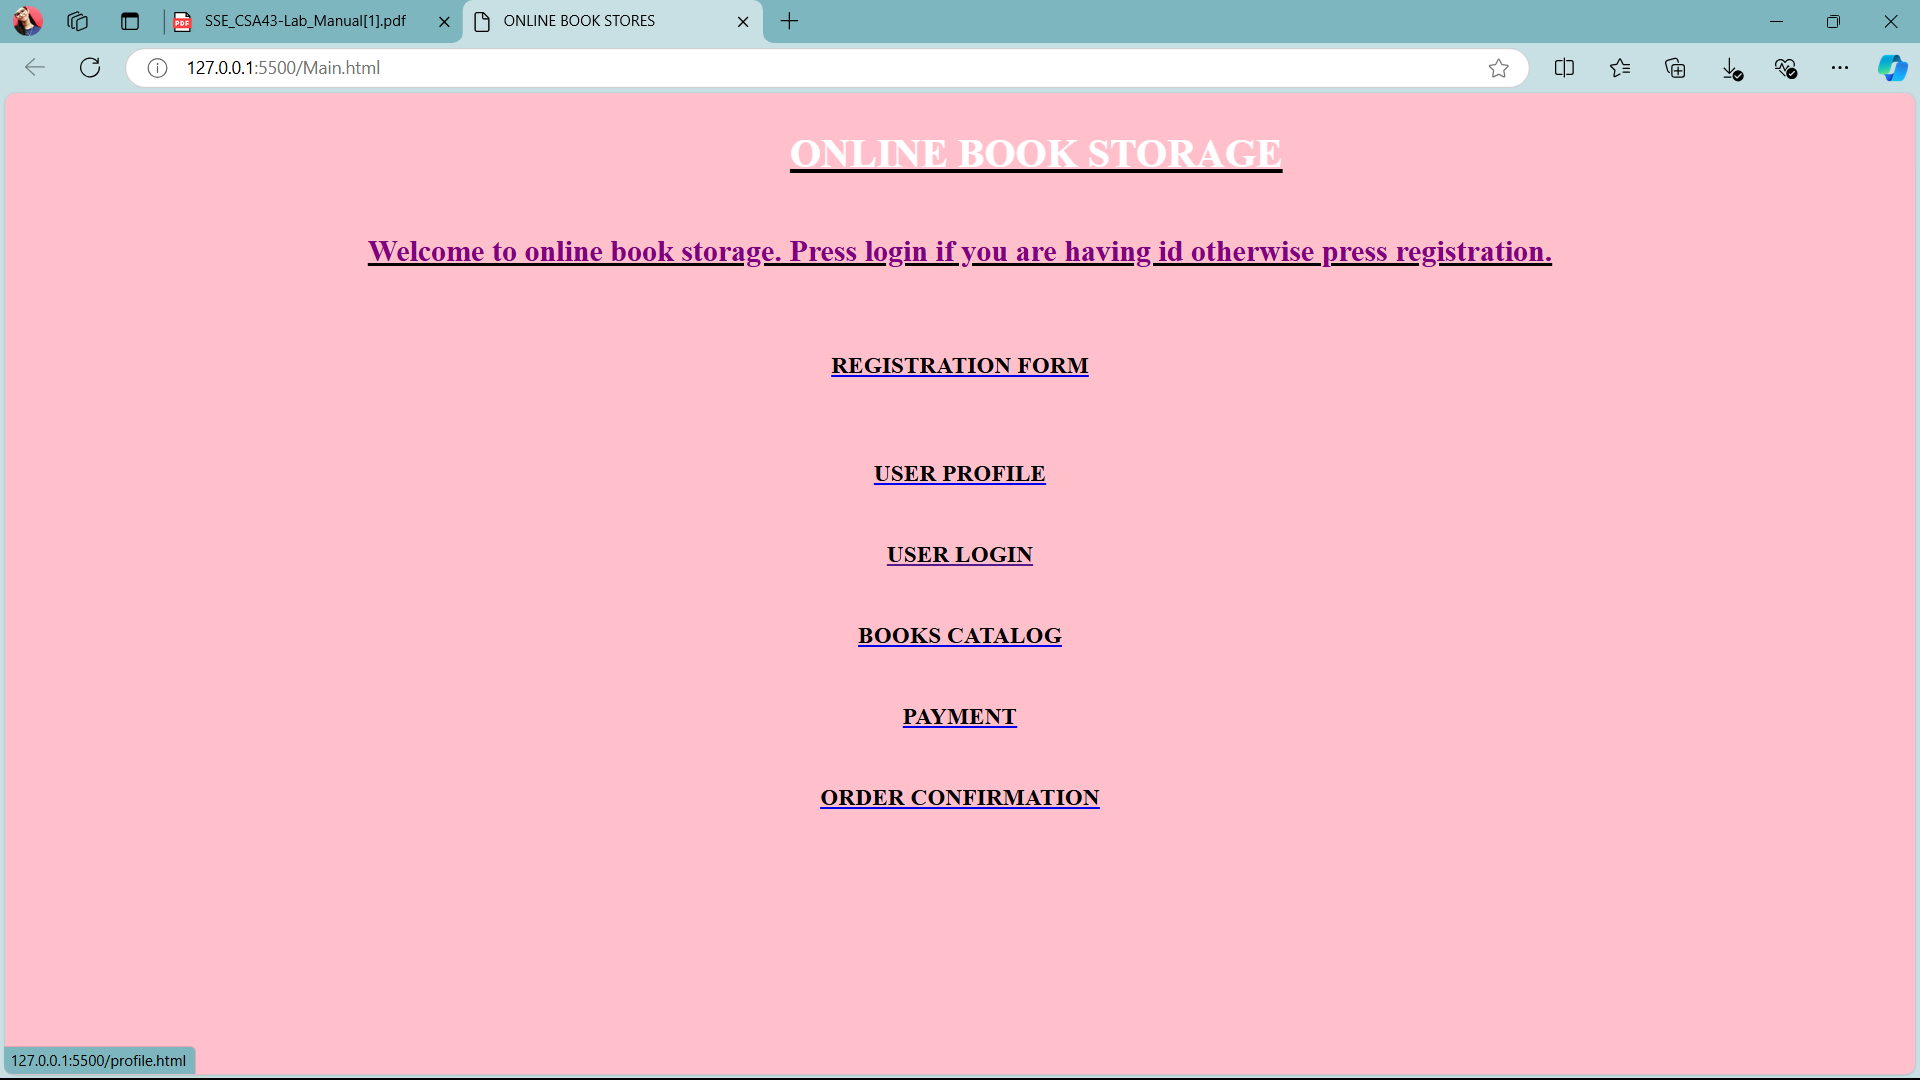 SSE_CSA43-Lab_Manual[1].pdf
ONLINE BOOK STORES
127.0.0.1:5500/Main.html
ONLINE BOOK STORAGE
Welcome to online book storage. Press login if you are having id otherwise press registration.
REGISTRATION FORM
USER PROFILE
USER LOGIN
BOOKS CATALOG
PAYMENT
ORDER CONFIRMATION
127.0.0.1:5500/profile.html